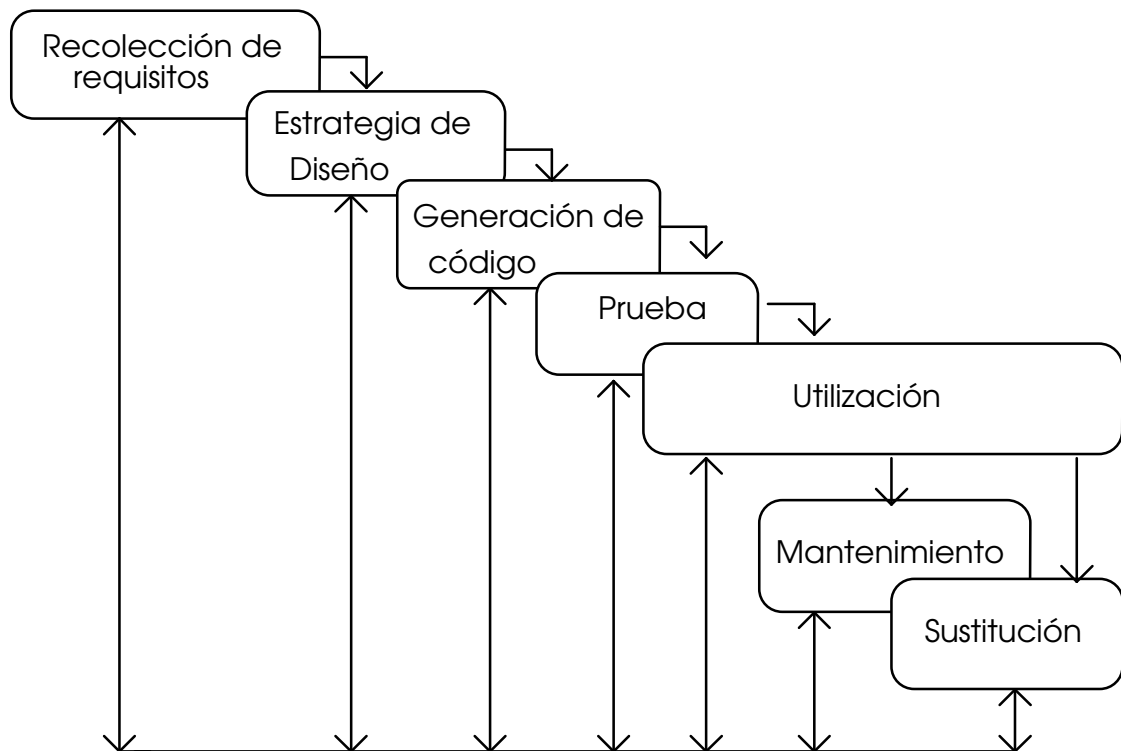 Recolección de
requisitos
Estrategia de
Diseño
Generación de
código
Prueba
Utilización
Mantenimiento
Sustitución